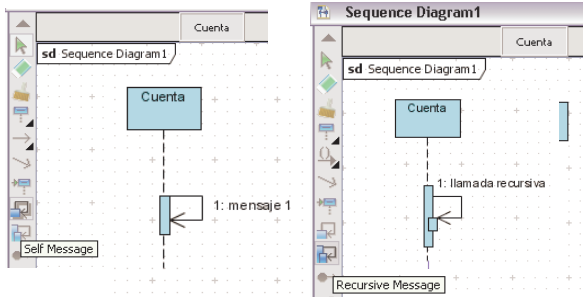 Cuenta
sd Sequence Diagram1
Cuenta
1: mensaje 1
Self Message
Sequence Diagram1
Cuenta
sd Sequence Diagram1
Cuenta
1: llamada recursiva
Recursive Message